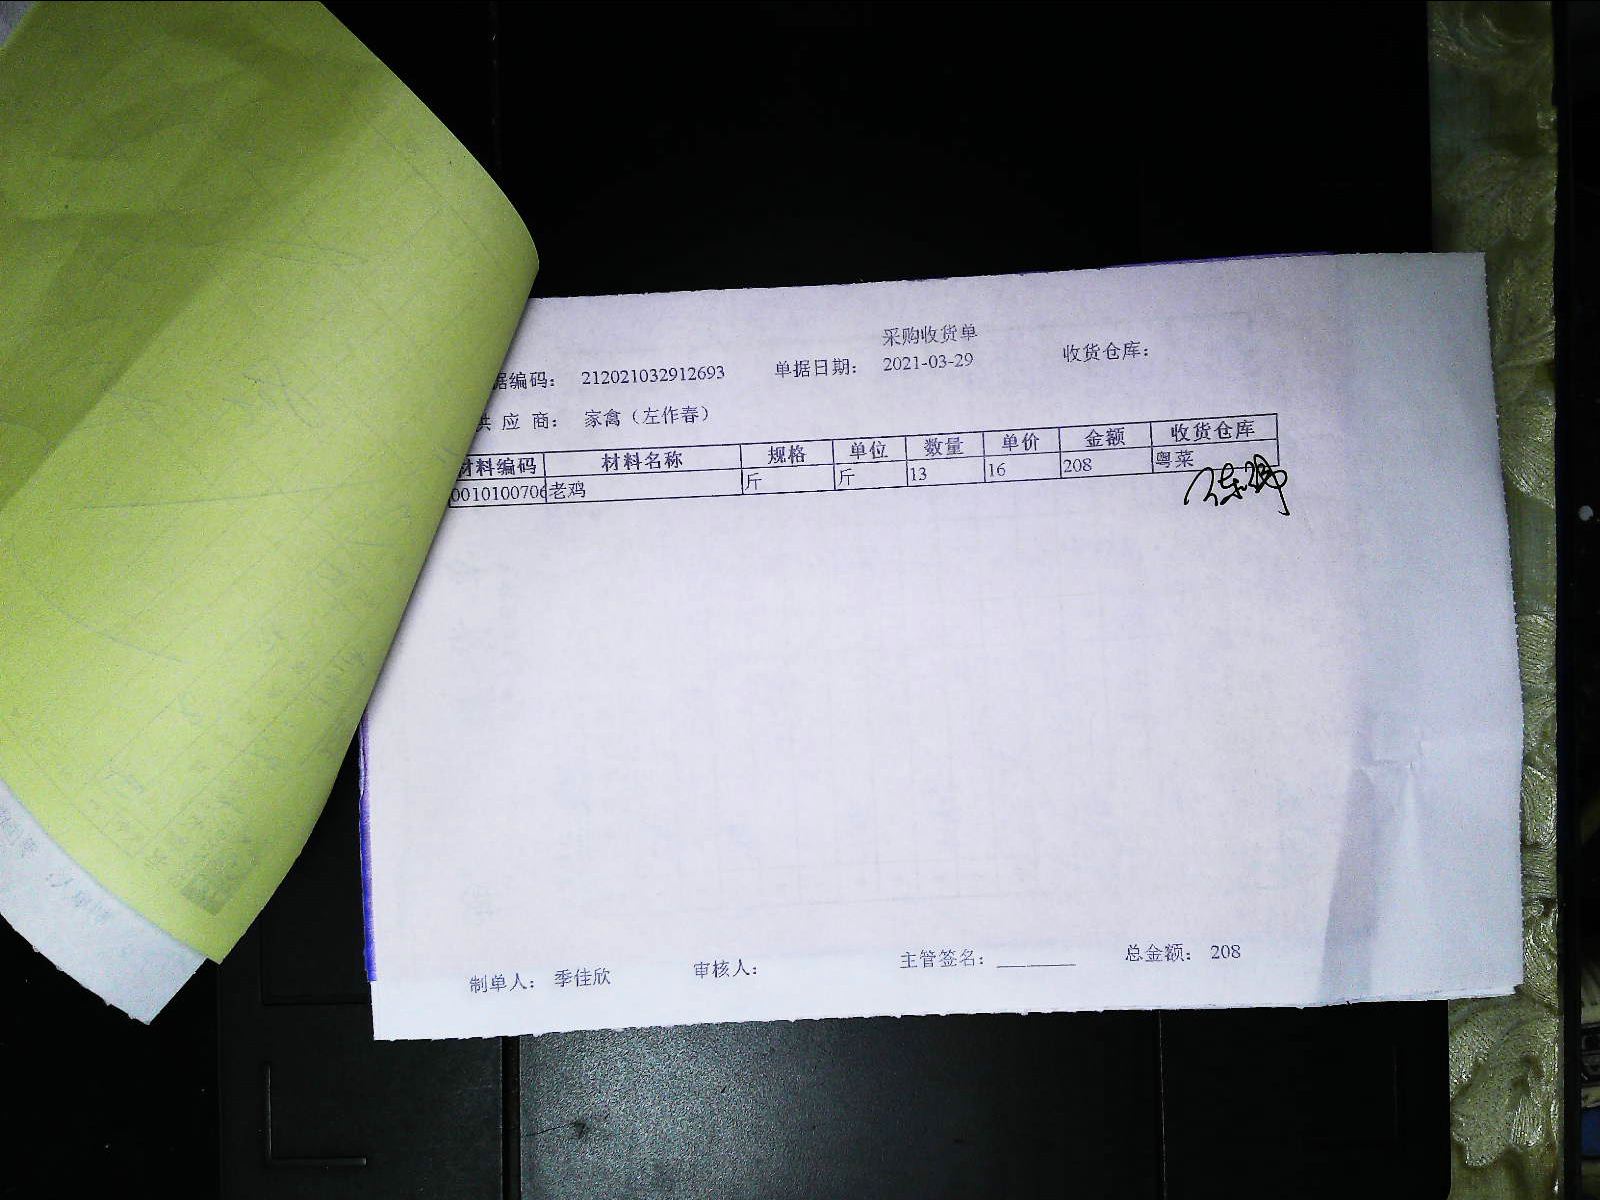 采购收货单
据编码： 212021032912693 单据日期： 2021-03-29 收货仓库：
供 应 商： 家禽（左作春）
材料编码 材料名称 规格 单位 数量 单价 金额 收货仓库
0010100706 老鸡 斤 斤 13 16 208 粤菜
制单人： 季佳欣 审核人： 主管签名： 总金额： 208